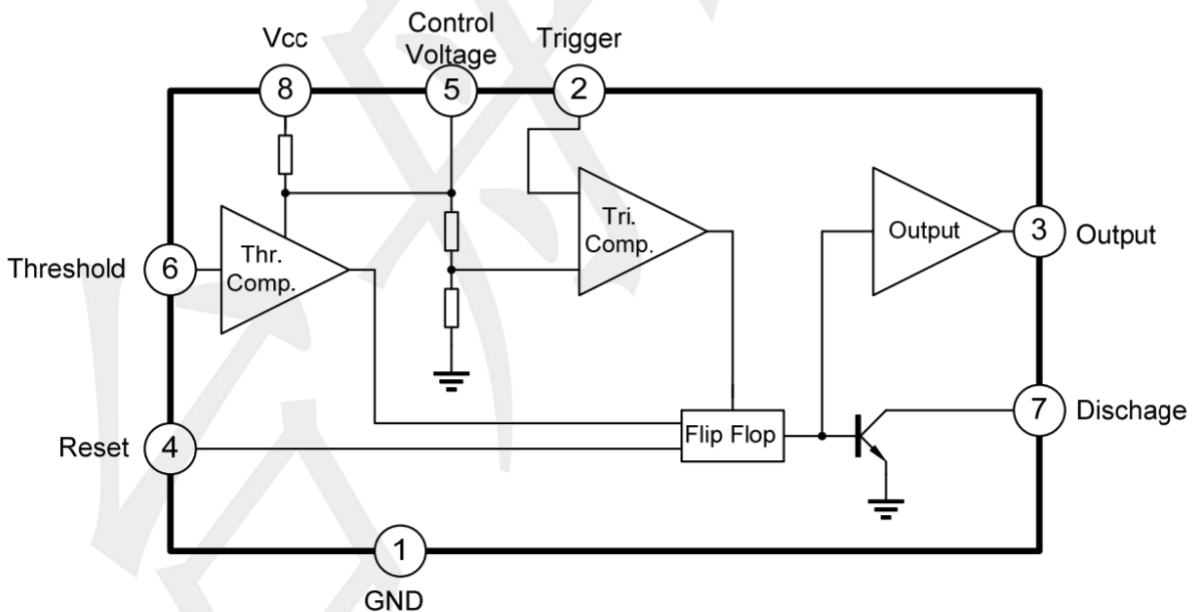 Vcc
Control
Voltage
Trigger
8
5
2
Thr.
Comp.
Tri.
Comp.
Output
3
Output
Threshold
6
7
Dischage
Flip Flop
Reset
4
1
GND